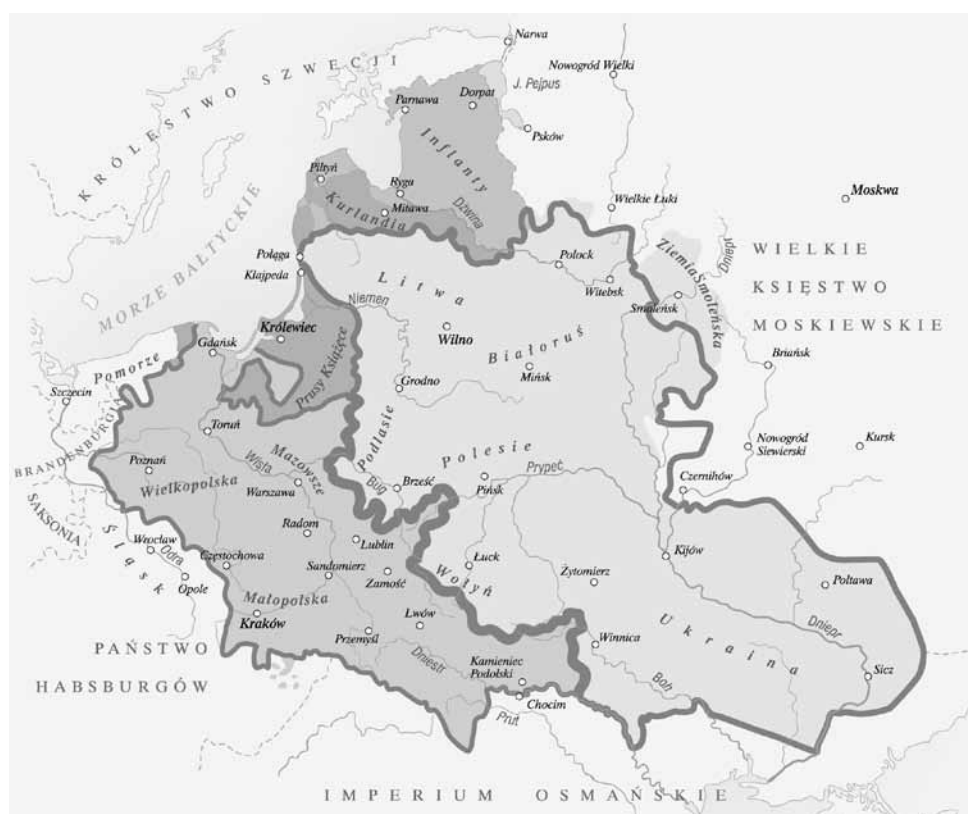 Narwa
KRÓLESTWO SZWECJI
Nowogród Wielki
J. Pejpus
Parnawa
Dorpat
Psków
Inflanty
Piltyń
Ryga
Kurlandia
Mitawa
Dźwina
Wielkie Łuki
Moskwa
MORZE BAŁTYCKIE
Połąga
Kłajpeda
Litwa
Połock
Witebsk
Ziemia Smoleńska
Dniepr
WIELKIE
KSIĘSTWO
MOSKIEWSKIE
Smoleńsk
Niemen
Królewiec
Wilno
Białoruś
Briańsk
Gdańsk
Pomorze
Mińsk
Prusy Książęce
Grodno
Szczecin
BRANDENBURGIA
Toruń
Podlasie
Nowogród
Siewierski
Kursk
Poznań
Wisła
Mazowsze
Polesie
Prypeć
Wielkopolska
Warszawa
Bug
Brześć
Pińsk
Czernihów
SAKSONIA
Śląsk
Radom
Wrocław
Odra
Lublin
Częstochowa
Łuck
Kijów
Opole
Sandomierz
Zamość
Wołyń
Żytomierz
Połtawa
Małopolska
Kraków
Lwów
Ukraina
Dniepr
PAŃSTWO
HABSBURGÓW
Przemyśl
Winnica
Dniestr
Kamieniec
Podolski
Boh
Sicz
Chocim
Prut
IMPERIUM OSMAŃSKIE